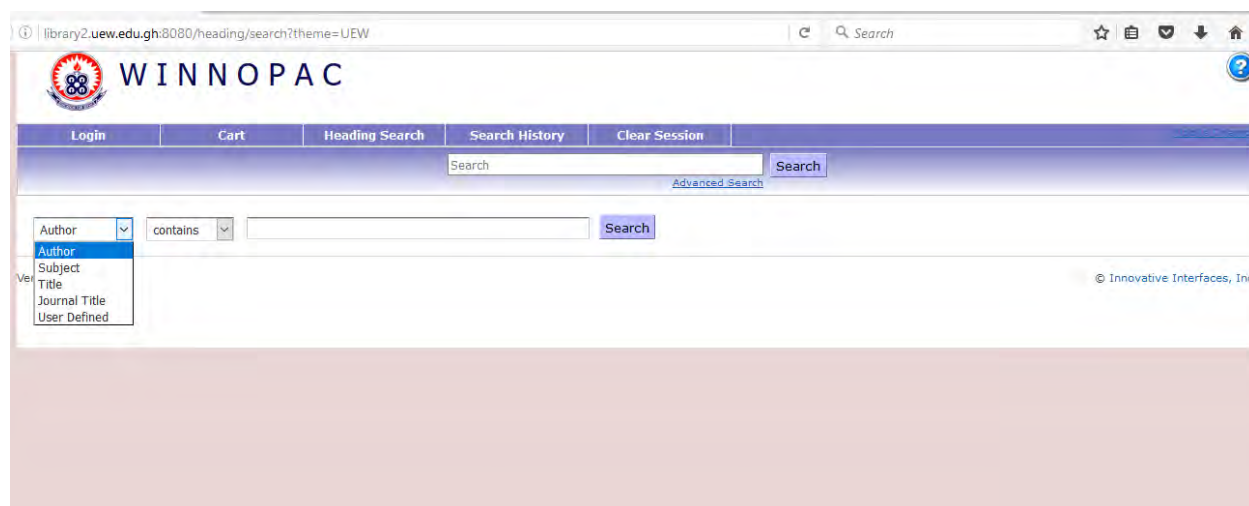 library2.uew.edu.gh:8080/heading/search?theme=UEW Search
WINNOPAC
Login Cart Heading Search Search History Clear Session
Search Search
Advanced Search
Author contains Search
Author
Subject
Title
Journal Title
User Defined
Ver
© Innovative Interfaces, In